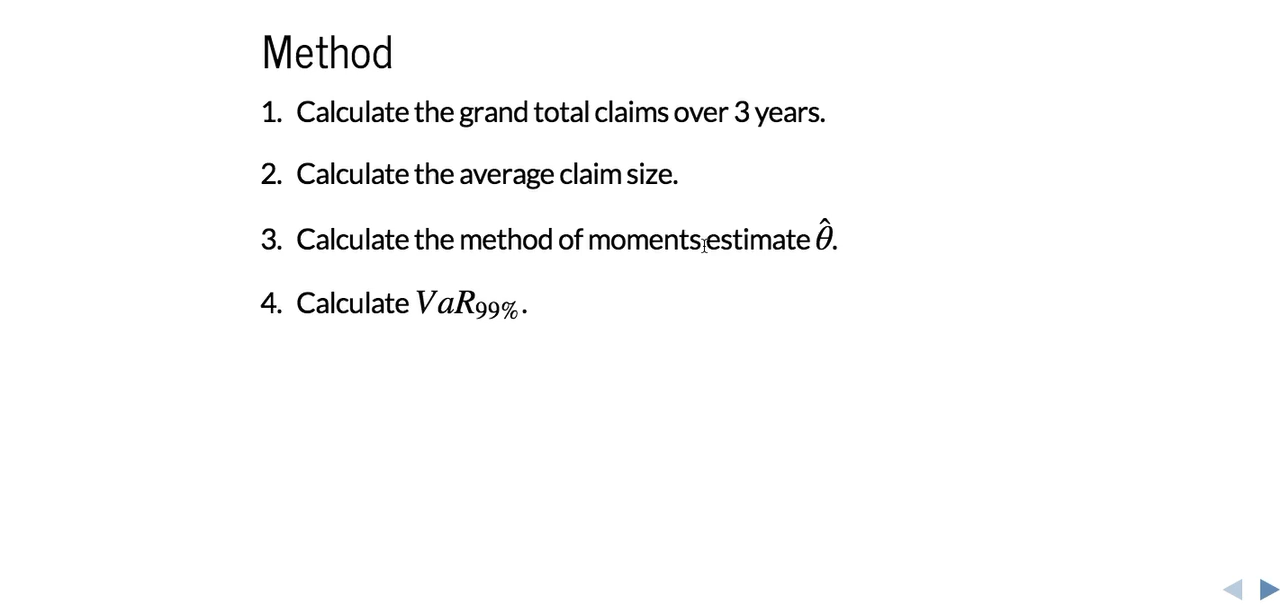 Method
1. Calculate the grand total claims over 3 years.
2. Calculate the average claim size.
3. Calculate the method of moments estimate θ̂.
4. Calculate VaR₉₉%.